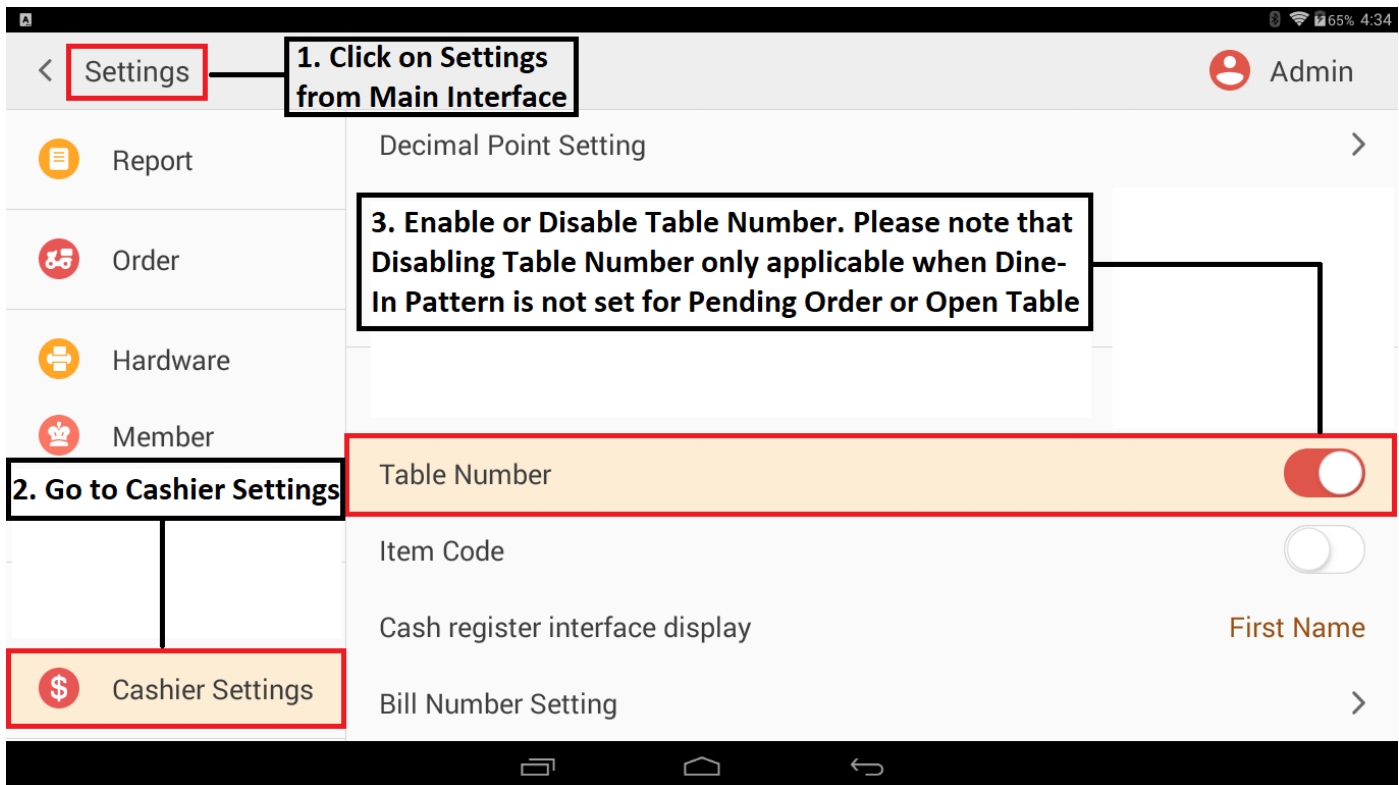 65% 4:34
Settings
1. Click on Settings
from Main Interface
Admin
Report
Order
Hardware
Member
2. Go to Cashier Settings
Cashier Settings
Decimal Point Setting
3. Enable or Disable Table Number. Please note that
Disabling Table Number only applicable when Dine-
In Pattern is not set for Pending Order or Open Table
Table Number
Item Code
Cash register interface display
First Name
Bill Number Setting